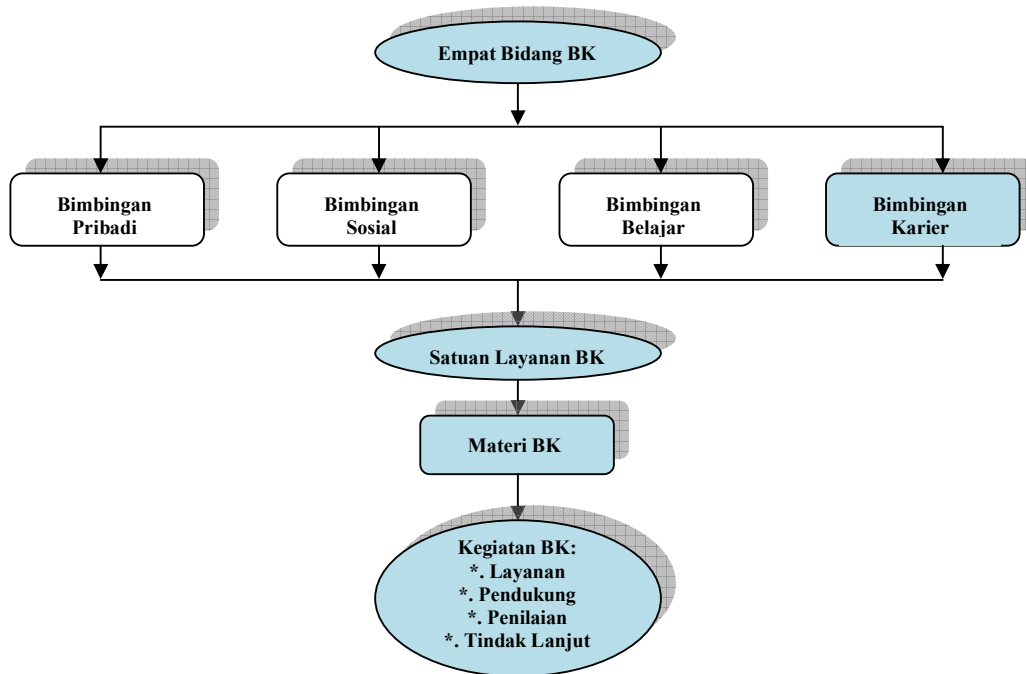 Empat Bidang BK
Bimbingan
Pribadi
Bimbingan
Sosial
Bimbingan
Belajar
Bimbingan
Karier
Satuan Layanan BK
Materi BK
Kegiatan BK:
*. Layanan
*. Pendukung
*. Penilaian
*. Tindak Lanjut